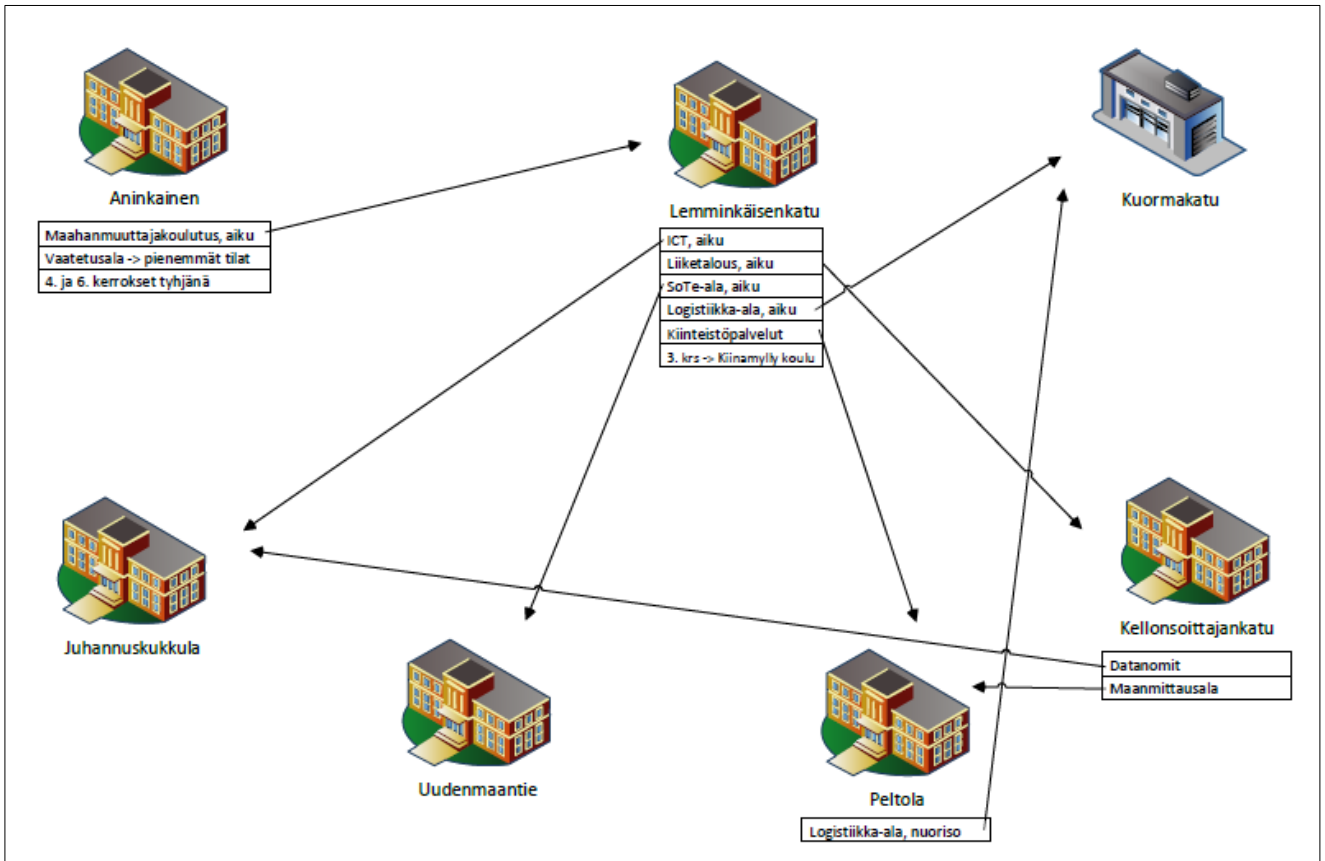 Aninkainen
Maahanmuuttajakoulutus, aiku
Vaatetusala -> pienemmät tilat
4. ja 6. kerrokset tyhjänä
Lemminkäisenkatu
ICT, aiku
Liiketalous, aiku
SoTe-ala, aiku
Logistiikka-ala, aiku
Kiinteistöpalvelut
3. krs -> Kiinamylly koulu
Kuormakatu
Juhannuskukkula
Uudenmaantie
Peltola
Logistiikka-ala, nuoriso
Kellonsoittajankatu
Datanomit
Maanmittausala